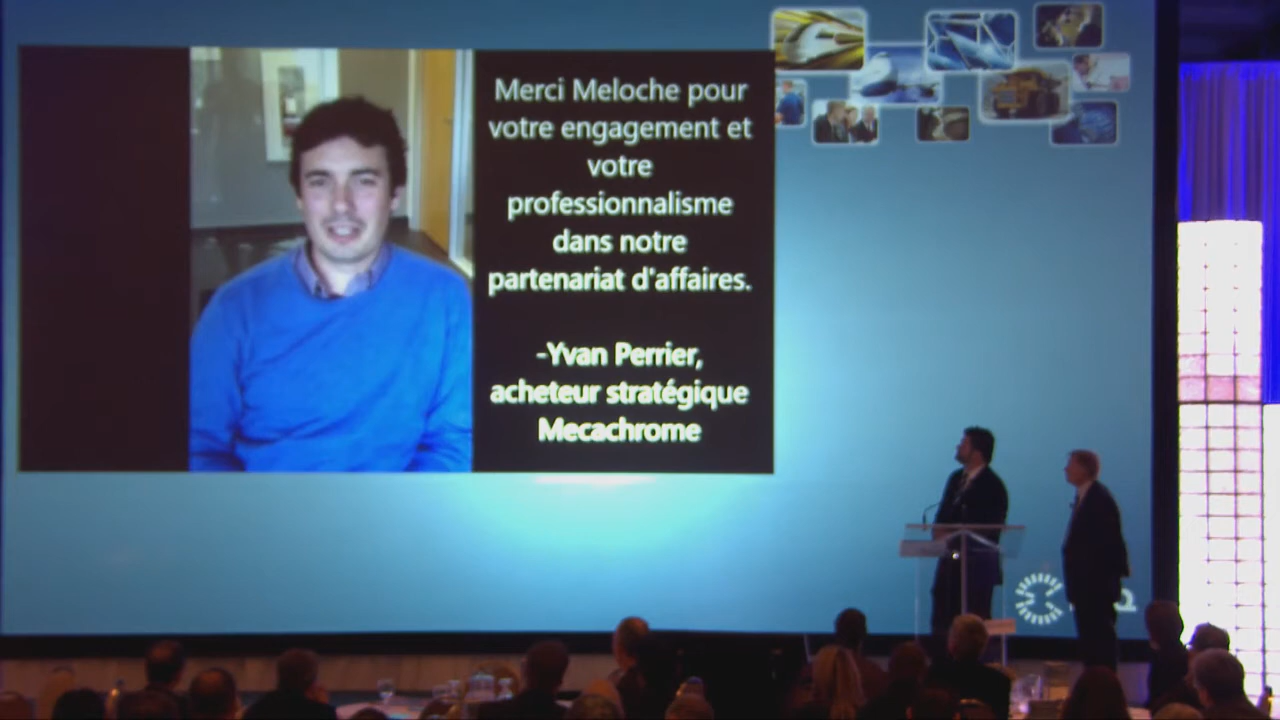 Merci Meloche pour
votre engagement et
votre
professionnalisme
dans notre
partenariat d'affaires.
-Yvan Perrier,
acheteur stratégique
Mecachrome